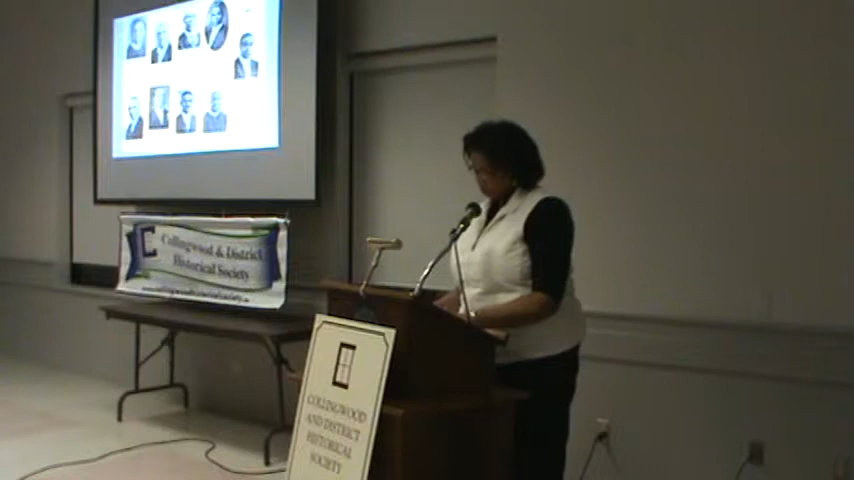 Collingwood & District
Historical Society
COLLINGWOOD
AND DISTRICT
HISTORICAL
SOCIETY